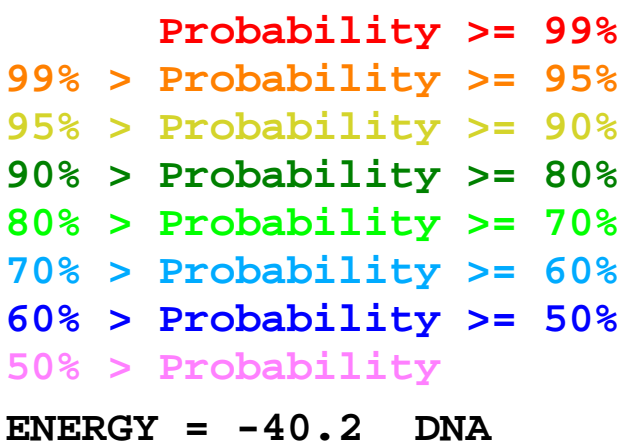 Probability >= 99%
99% > Probability >= 95%
95% > Probability >= 90%
90% > Probability >= 80%
80% > Probability >= 70%
70% > Probability >= 60%
60% > Probability >= 50%
50% > Probability
ENERGY = -40.2  DNA